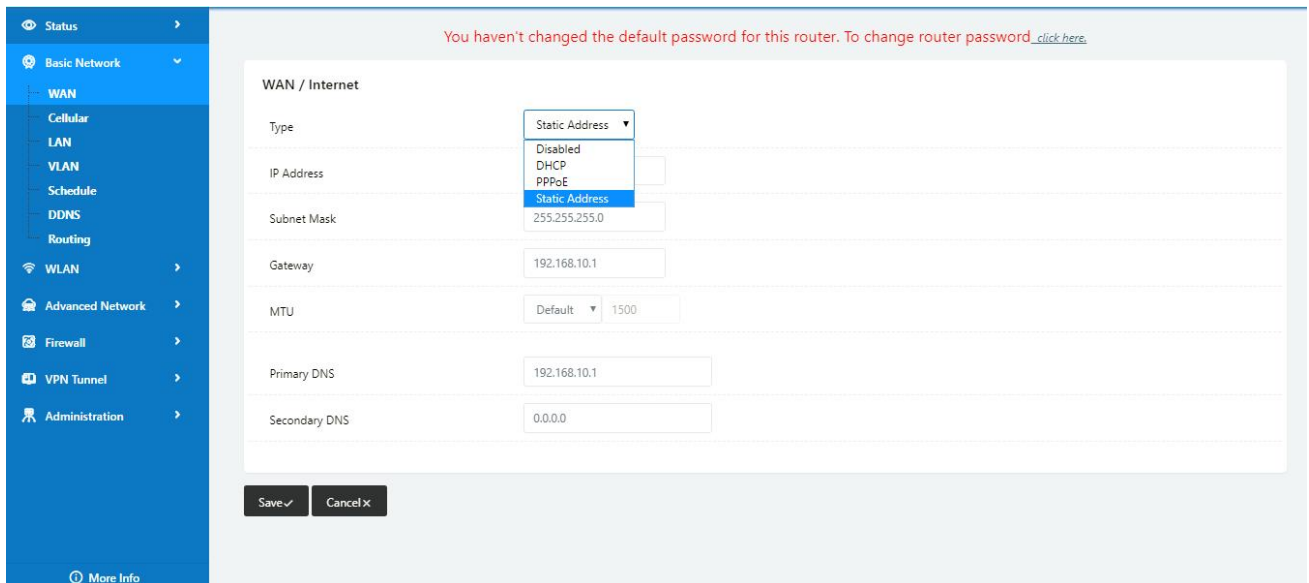 Status
You haven't changed the default password for this router. To change router password click here.
Basic Network
WAN
Cellular
LAN
VLAN
Schedule
DDNS
Routing
WLAN
Advanced Network
Firewall
VPN Tunnel
Administration
More Info
WAN / Internet
Type Static Address
Disabled
DHCP
PPPoE
Static Address
IP Address
Subnet Mask 255.255.255.0
Gateway 192.168.10.1
MTU Default 1500
Primary DNS 192.168.10.1
Secondary DNS 0.0.0.0
Save Cancel